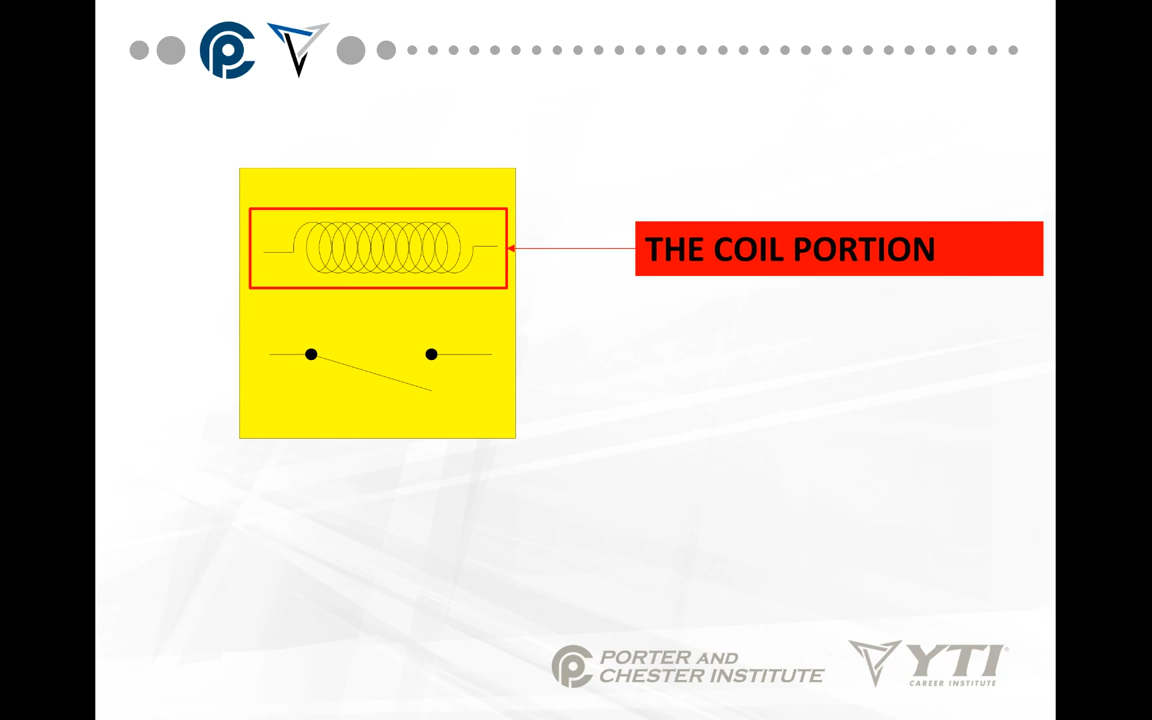 THE COIL PORTION
PORTER AND
CHESTER INSTITUTE
YTI
CAREER INSTITUTE